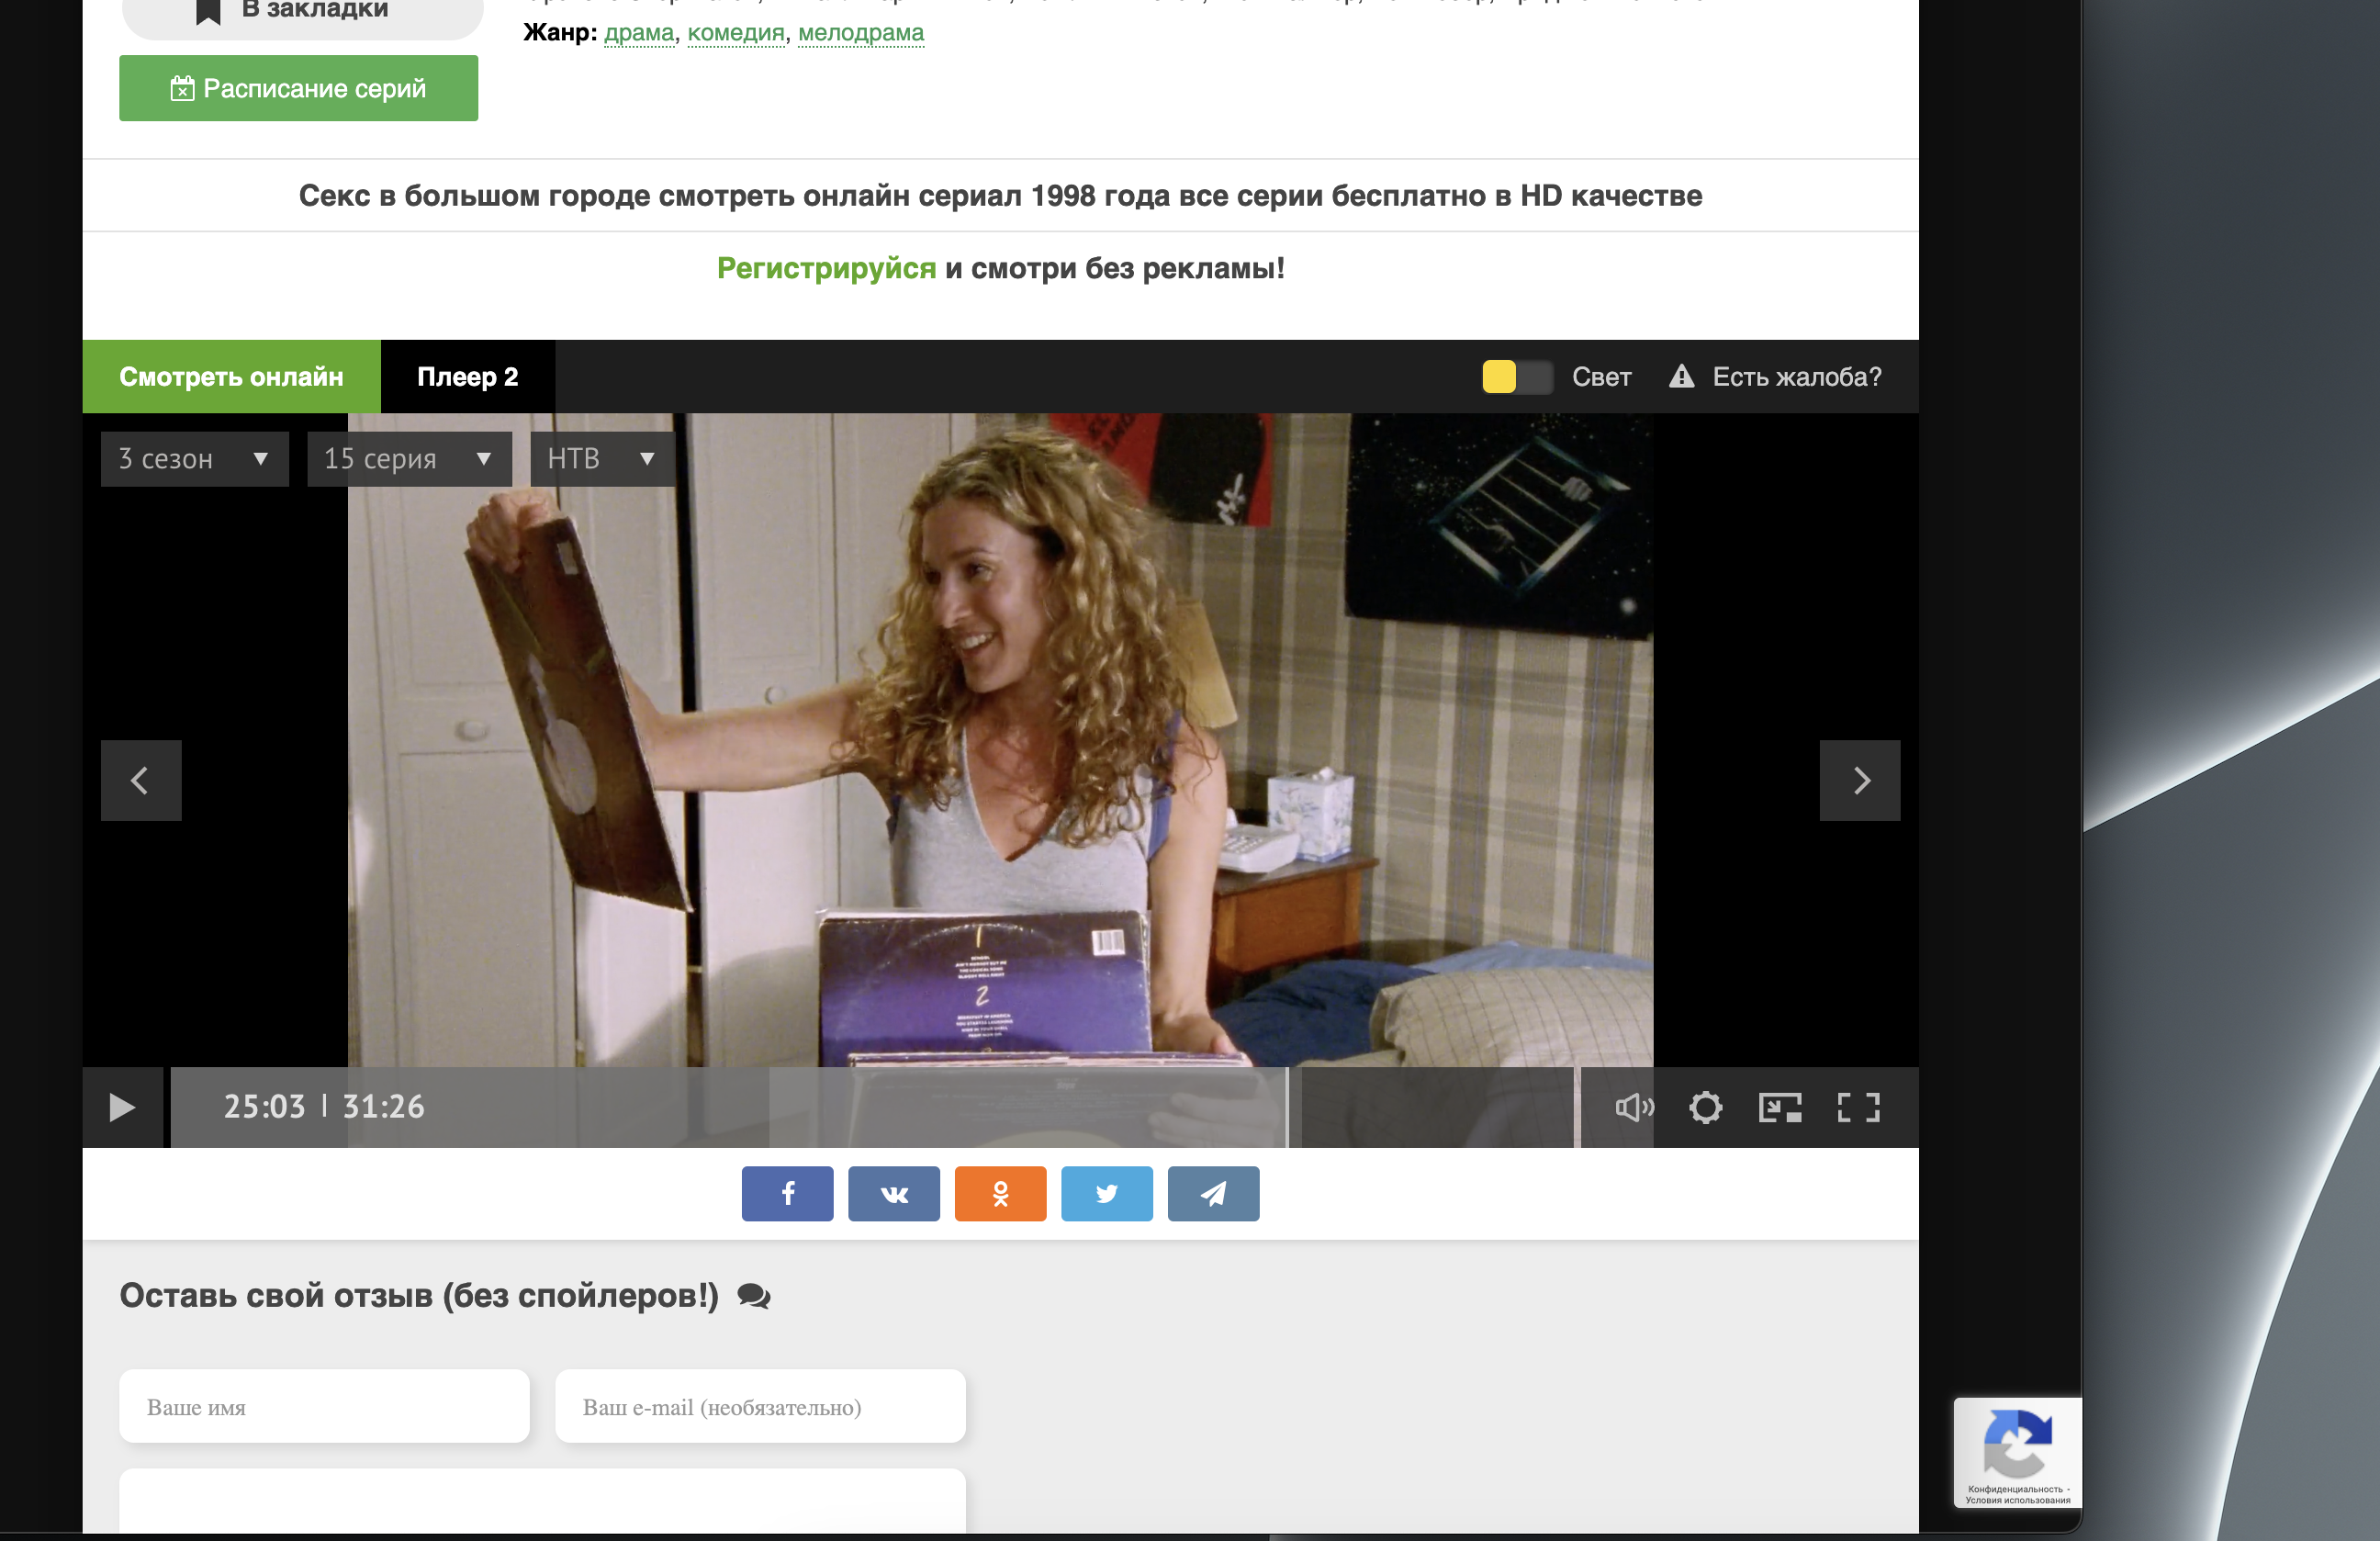 В закладки
Жанр: драма, комедия, мелодрама
Расписание серий
Секс в большом городе смотреть онлайн сериал 1998 года все серии бесплатно в HD качестве
Регистрируйся и смотри без рекламы!
Смотреть онлайн
Плеер 2
Свет
Есть жалоба?
3 сезон
15 серия
НТВ
1
2
25:03 | 31:26
Оставь свой отзыв (без спойлеров!)
Ваше имя
Ваш e-mail (необязательно)
Конфиденциальность -
Условия использования